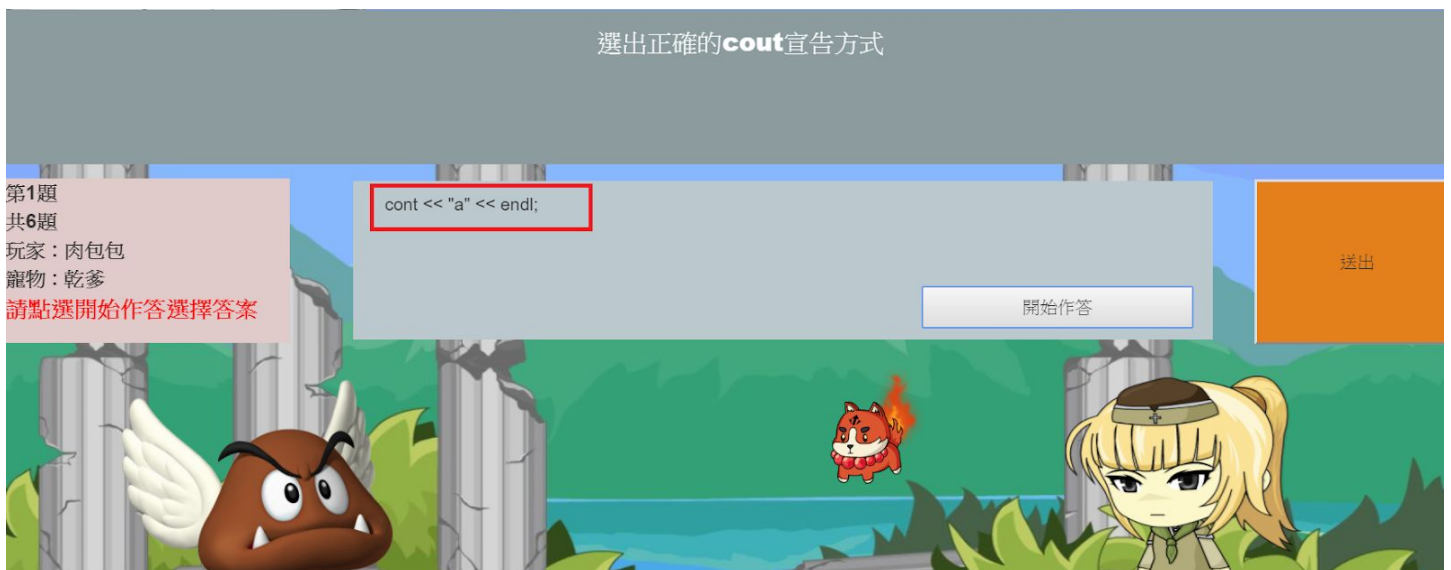 選出正確的cout宣告方式
第1題
共6題
玩家：肉包包
寵物：乾爹
請點選開始作答選擇答案
cont << "a" << endl;
開始作答
送出